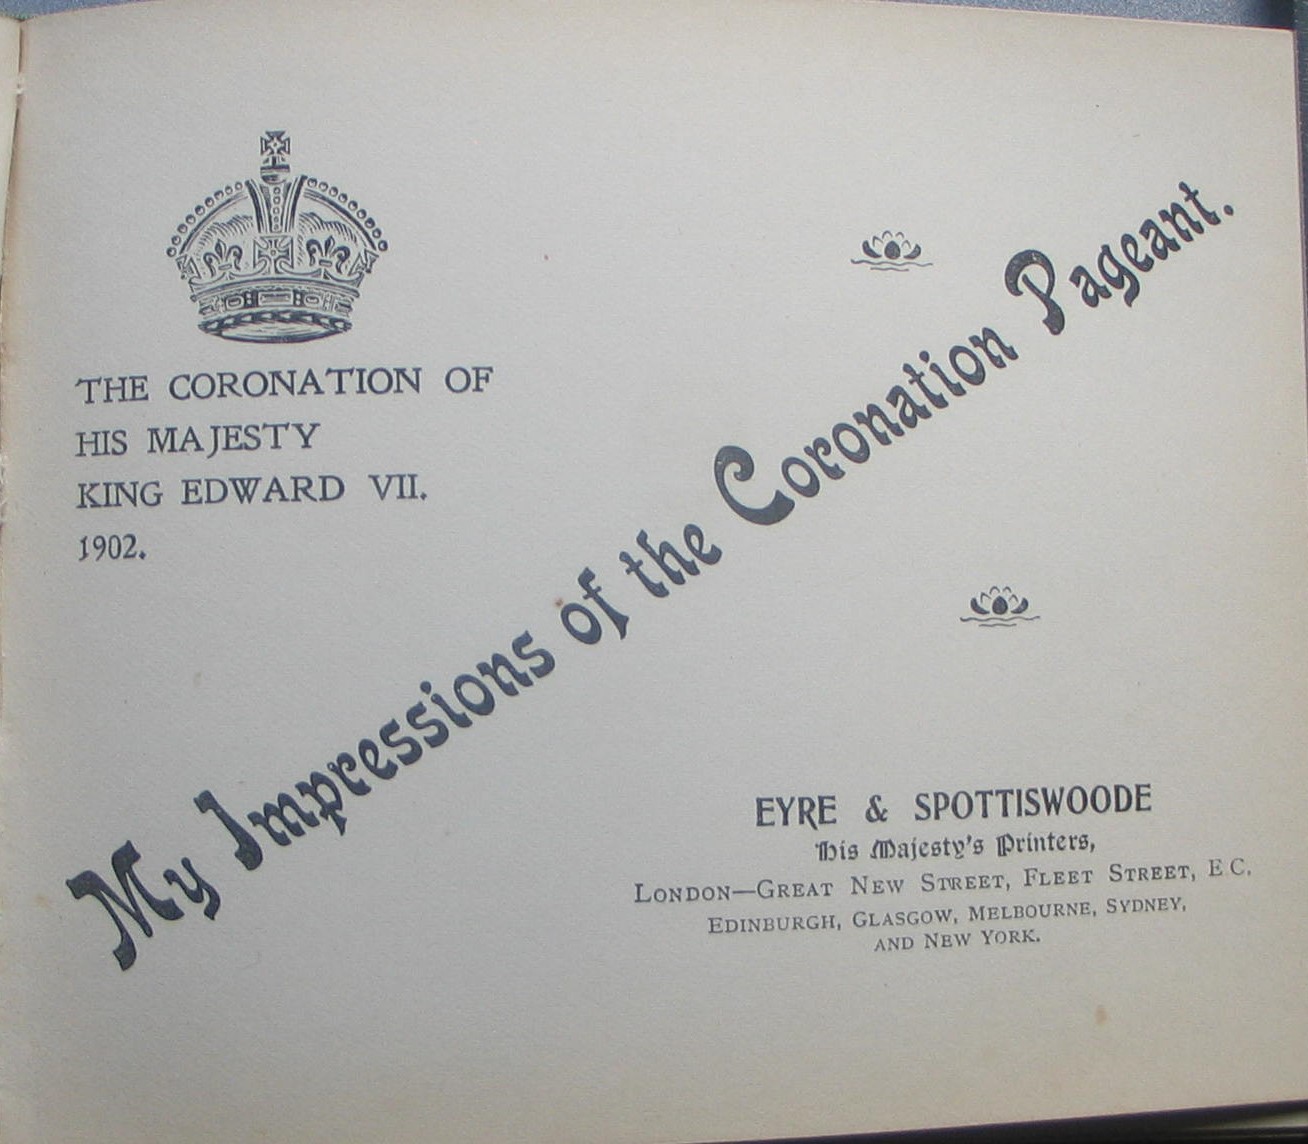 THE CORONATION OF
HIS MAJESTY
KING EDWARD VII.
1902.
My Impressions of the Coronation Pageant.
EYRE & SPOTTISWOODE
His Majesty's Printers,
LONDON—GREAT NEW STREET, FLEET STREET, E.C.
EDINBURGH, GLASGOW, MELBOURNE, SYDNEY,
AND NEW YORK.